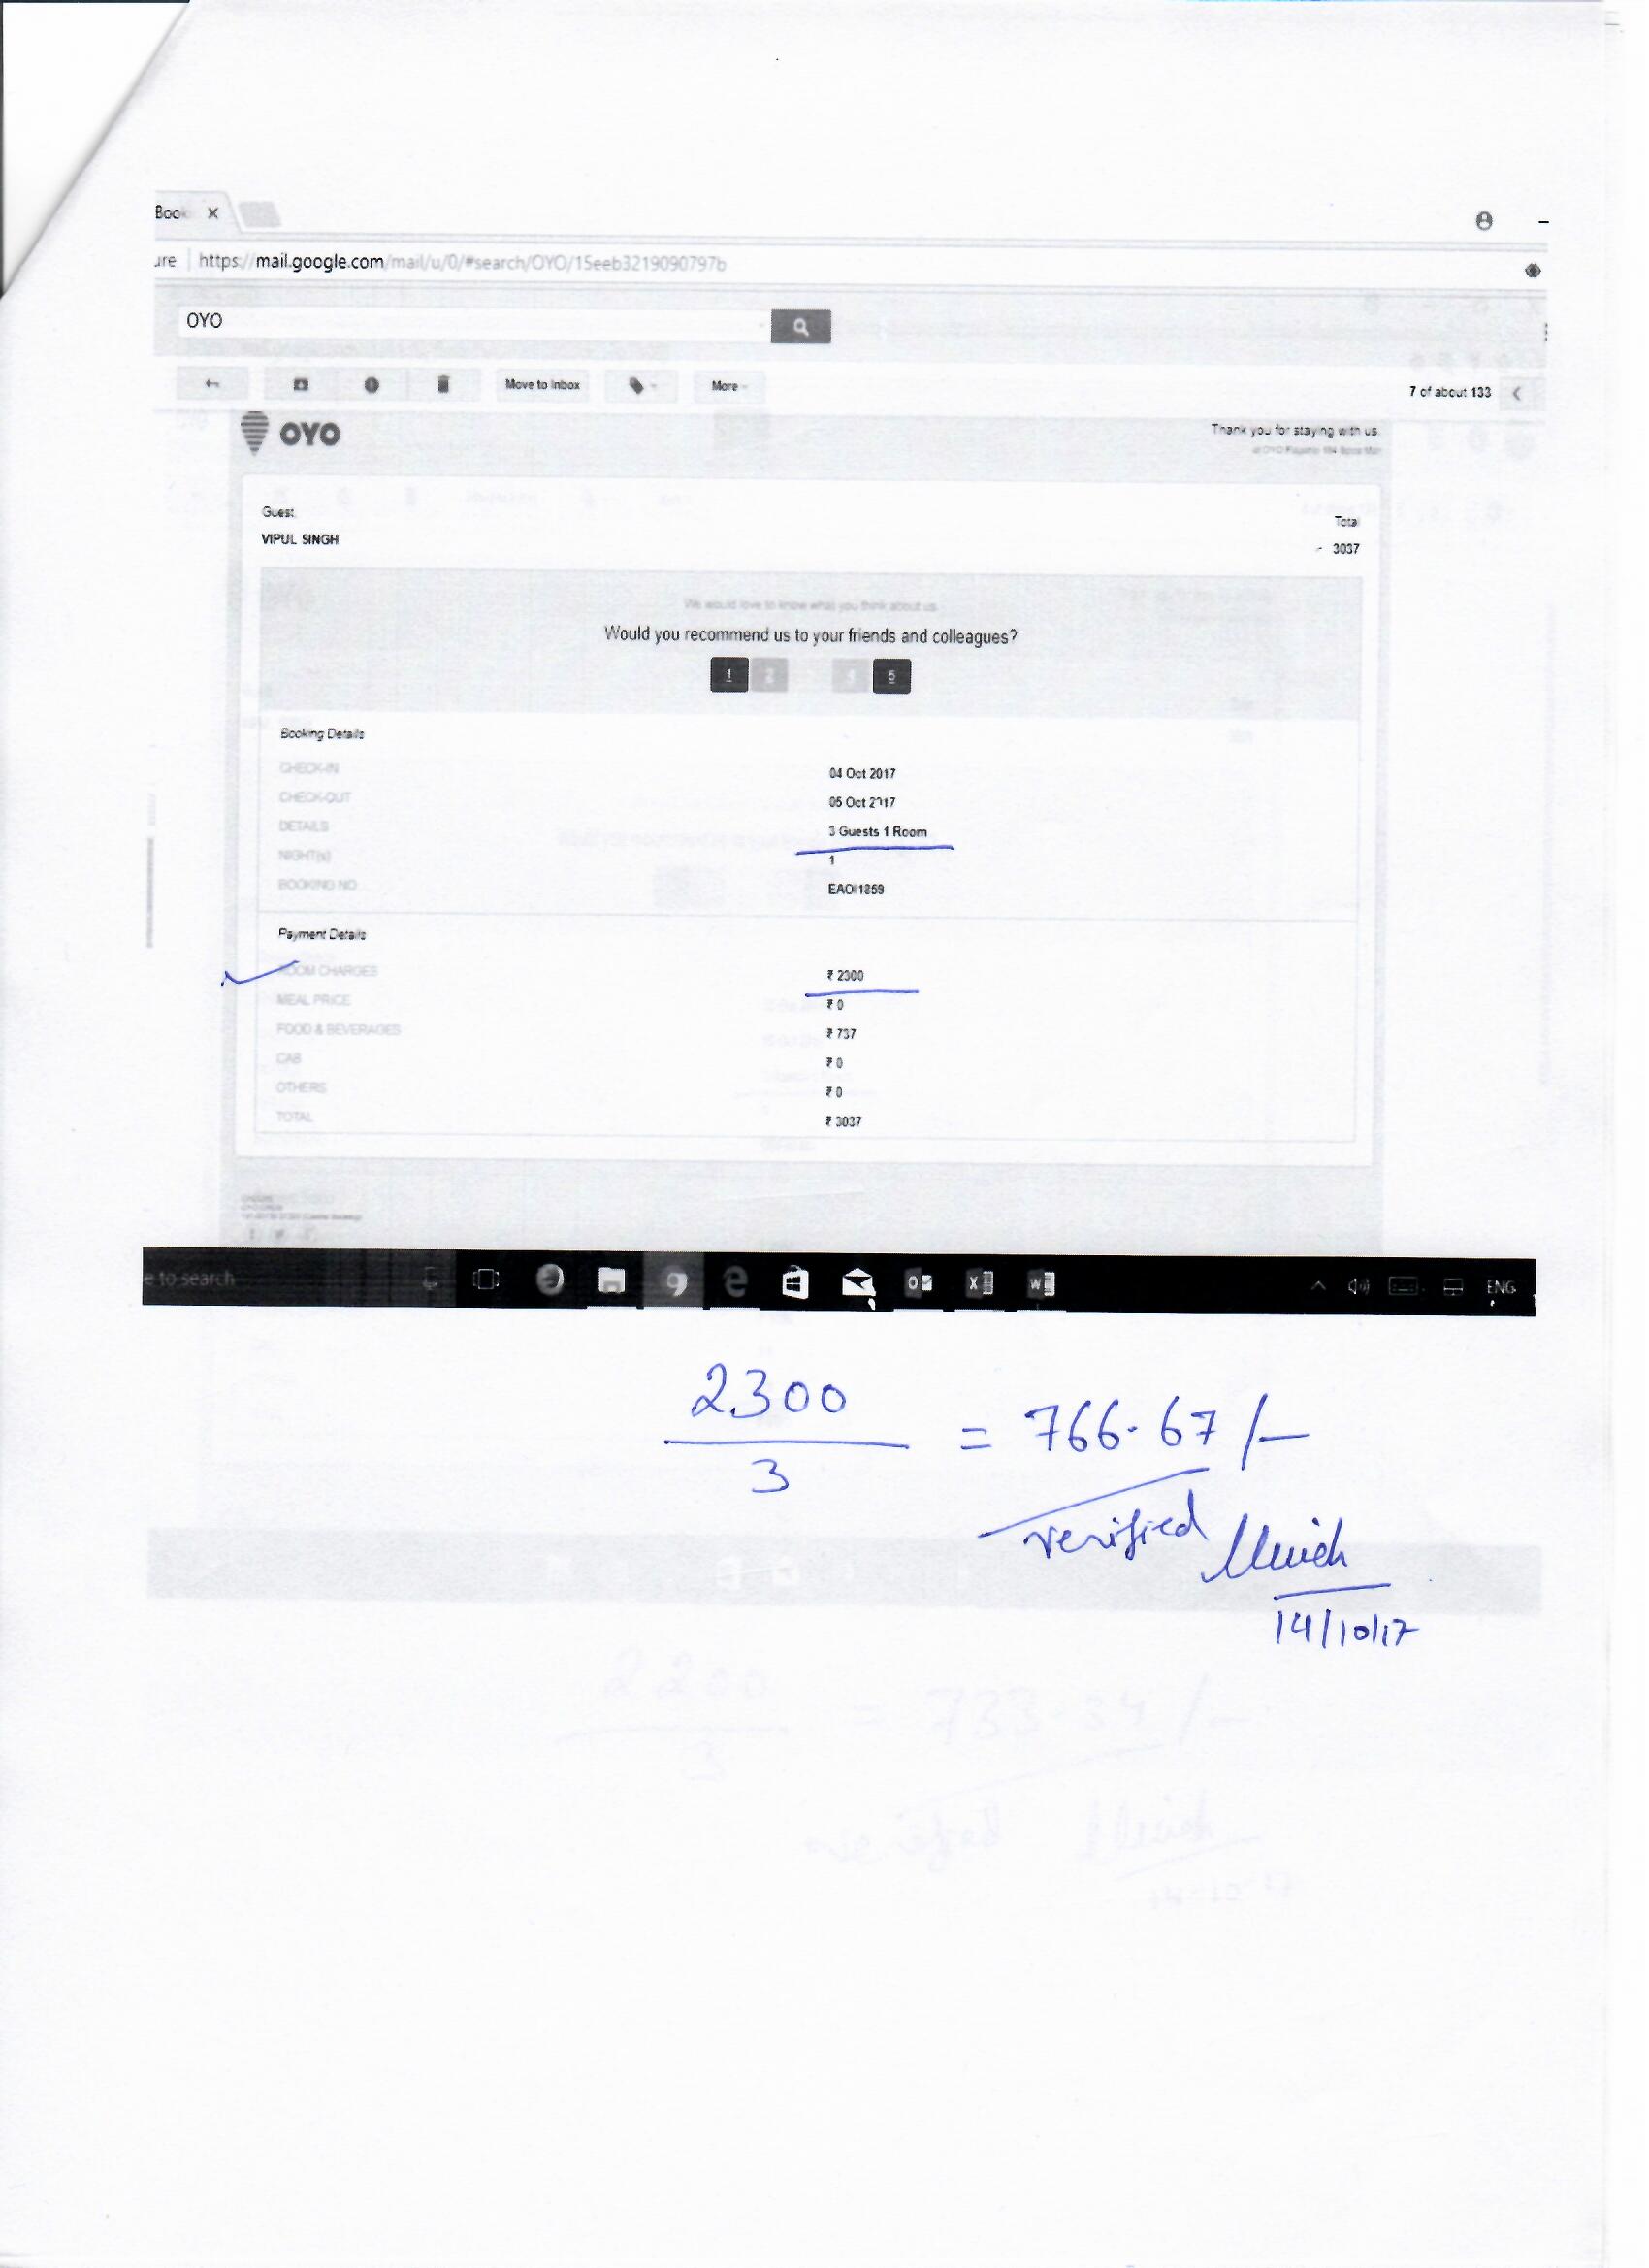 Book X
ure https://mail.google.com/mail/u/0/#search/OYO/15eeb3219090797b
OYO
Move to Inbox More 7 of about 133
OYO Thank you for staying with us.
Guest Total
VIPUL SINGH 3037
We would love to know what you think about us.
Would you recommend us to your friends and colleagues?
1 2 4 5
Booking Details
CHECK-IN 04 Oct 2017
CHECK-OUT 05 Oct 2017
DETAILS 3 Guests 1 Room
NIGHT(s) 1
BOOKING NO
Payment Details
ROOM CHARGES ₹ 2300
MEAL PRICE ₹ 0
FOOD & BEVERAGES ₹ 737
CAB ₹ 0
OTHERS ₹ 0
TOTAL ₹ 3037
e to search ENG
2300
3
= 766.67/-
verified
14/10/17